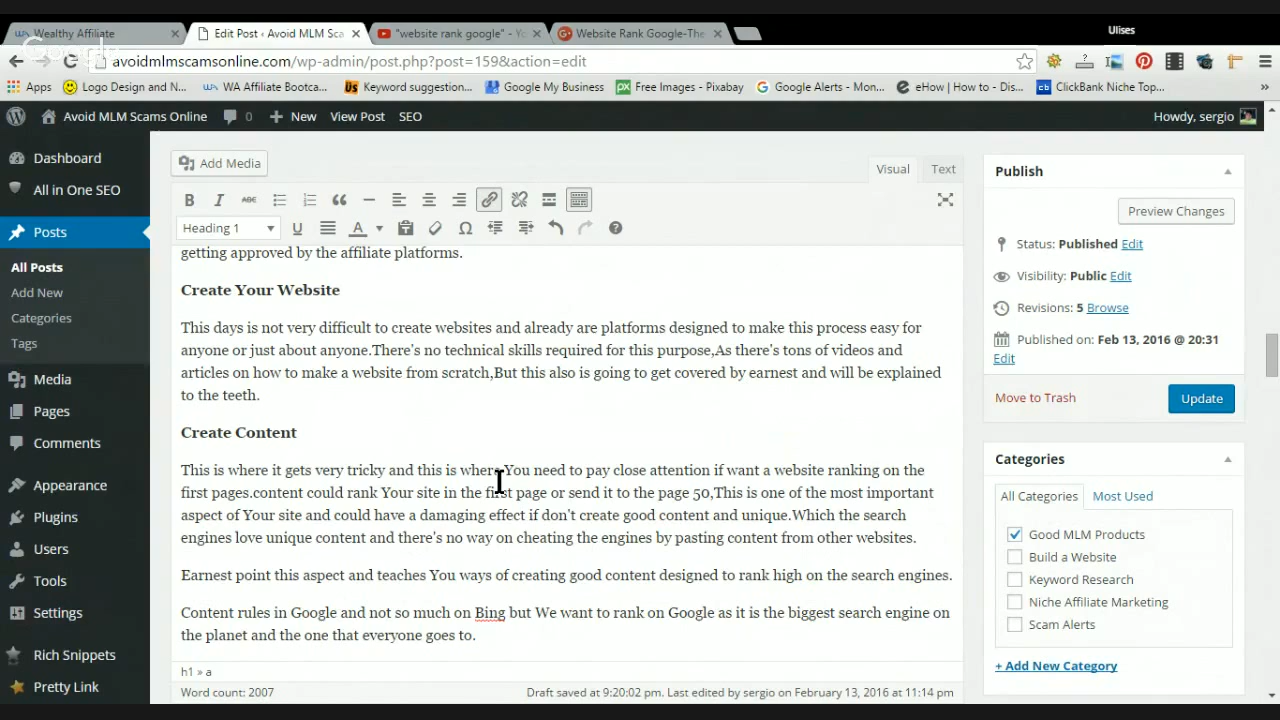 Ulises
Wealthy Affiliate
Edit Post ‹ Avoid MLM Sca
"website rank google" - Yo
Website Rank Google-The
Google
avoidmlmscamsonline.com/wp-admin/post.php?post=159&action=edit
Apps
Logo Design and N...
WA Affiliate Bootca...
Keyword suggestion...
Google My Business
Free Images - Pixabay
Google Alerts - Mon...
eHow | How to - Dis...
ClickBank Niche Top...
Avoid MLM Scams Online
0
New
View Post
SEO
Howdy, sergio
Dashboard
All in One SEO
Posts
All Posts
Add New
Categories
Tags
Media
Pages
Comments
Appearance
Plugins
Users
Tools
Settings
Rich Snippets
Pretty Link
Add Media
Visual
Text
B I ABC
Heading 1
U A
getting approved by the affiliate platforms.
Create Your Website
This days is not very difficult to create websites and already are platforms designed to make this process easy for
anyone or just about anyone.There's no technical skills required for this purpose,As there's tons of videos and
articles on how to make a website from scratch,But this also is going to get covered by earnest and will be explained
to the teeth.
Create Content
This is where it gets very tricky and this is where You need to pay close attention if want a website ranking on the
first pages.content could rank Your site in the first page or send it to the page 50,This is one of the most important
aspect of Your site and could have a damaging effect if don't create good content and unique.Which the search
engines love unique content and there's no way on cheating the engines by pasting content from other websites.
Earnest point this aspect and teaches You ways of creating good content designed to rank high on the search engines.
Content rules in Google and not so much on Bing but We want to rank on Google as it is the biggest search engine on
the planet and the one that everyone goes to.
h1 » a
Word count: 2007
Draft saved at 9:20:02 pm. Last edited by sergio on February 13, 2016 at 11:14 pm
Publish
Preview Changes
Status: Published Edit
Visibility: Public Edit
Revisions: 5 Browse
Published on: Feb 13, 2016 @ 20:31
Edit
Move to Trash
Update
Categories
All Categories
Most Used
Good MLM Products
Build a Website
Keyword Research
Niche Affiliate Marketing
Scam Alerts
+ Add New Category